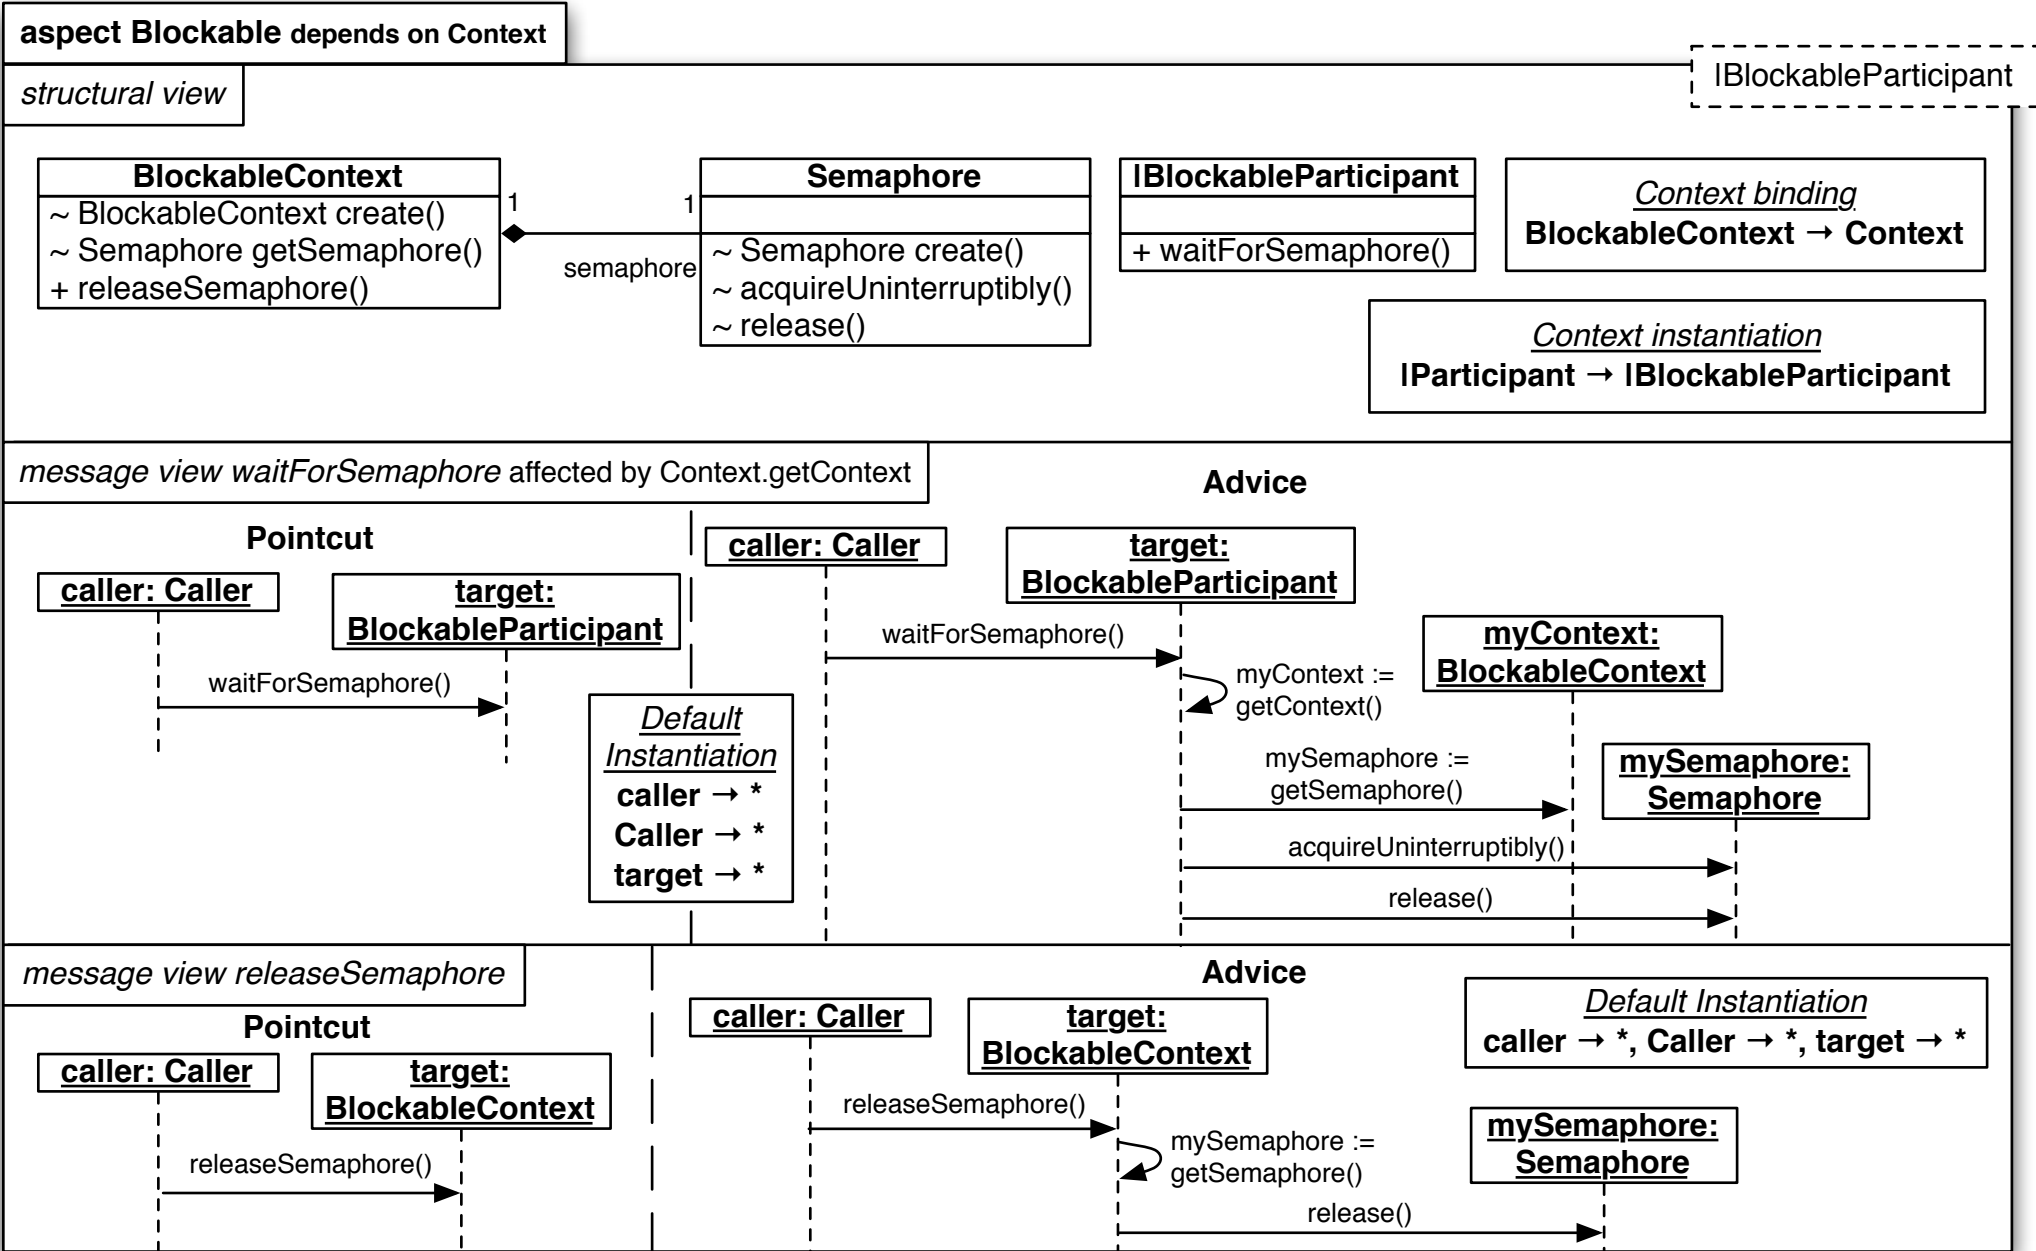 aspect Blockable depends on Context
structural view
|BlockableParticipant
BlockableContext
~ BlockableContext create()
~ Semaphore getSemaphore()
+ releaseSemaphore()
1
1
semaphore
Semaphore
~ Semaphore create()
~ acquireUninterruptibly()
~ release()
|BlockableParticipant
+ waitForSemaphore()
Context binding
BlockableContext → Context
Context instantiation
|Participant → |BlockableParticipant
message view waitForSemaphore affected by Context.getContext
Pointcut
caller: Caller
target:
BlockableParticipant
waitForSemaphore()
Default
Instantiation
caller → *
Caller → *
target → *
Advice
caller: Caller
target:
BlockableParticipant
waitForSemaphore()
myContext :=
getContext()
myContext:
BlockableContext
mySemaphore :=
getSemaphore()
mySemaphore:
Semaphore
acquireUninterruptibly()
release()
message view releaseSemaphore
Pointcut
caller: Caller
target:
BlockableContext
releaseSemaphore()
Advice
caller: Caller
target:
BlockableContext
Default Instantiation
caller → *, Caller → *, target → *
releaseSemaphore()
mySemaphore :=
getSemaphore()
mySemaphore:
Semaphore
release()